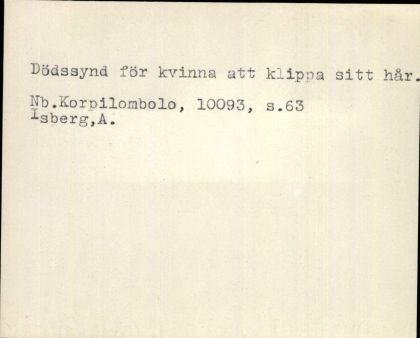 Dödssynd för kvinna att klippa sitt hår.
Nb.Korpilombolo, 10093, s.63
Isberg,A.